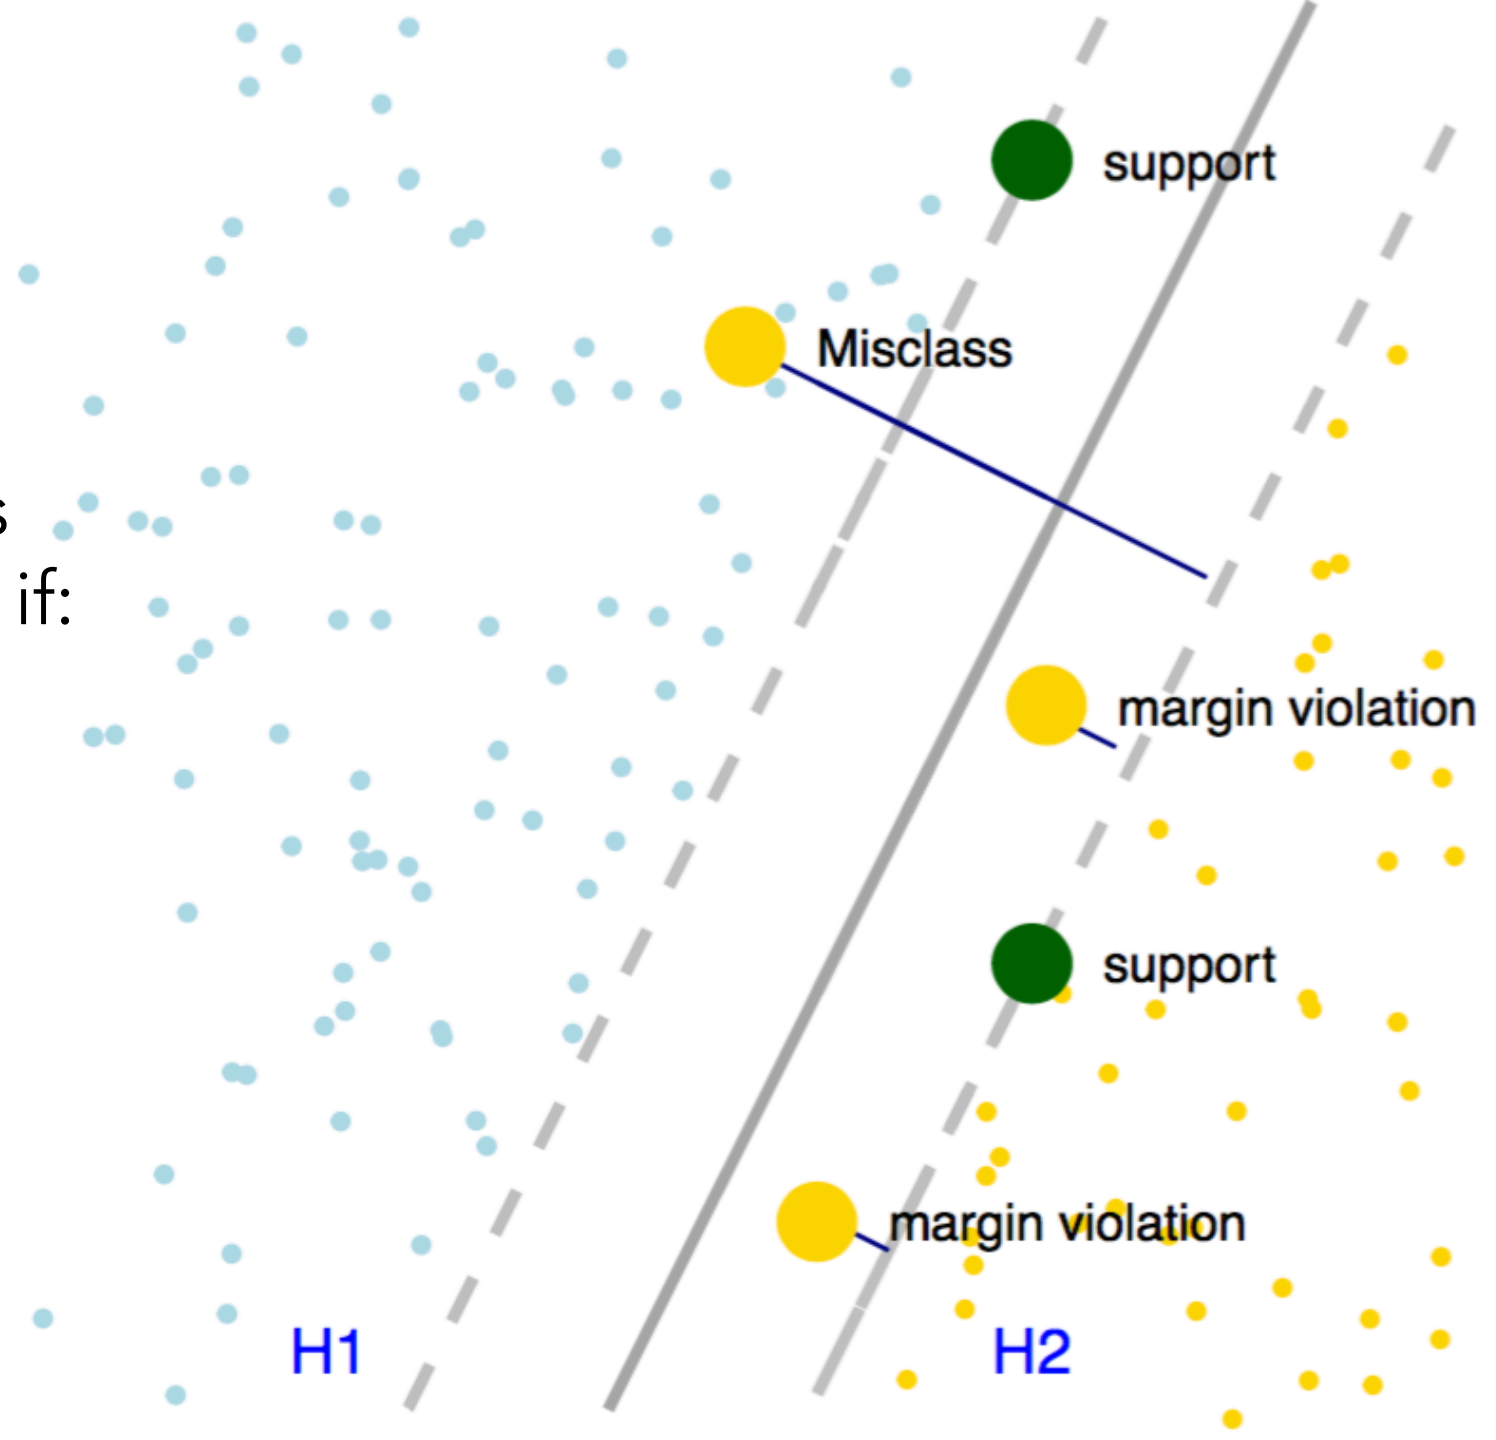 support
Misclass
s
if:
margin violation
support
margin violation
H1
H2